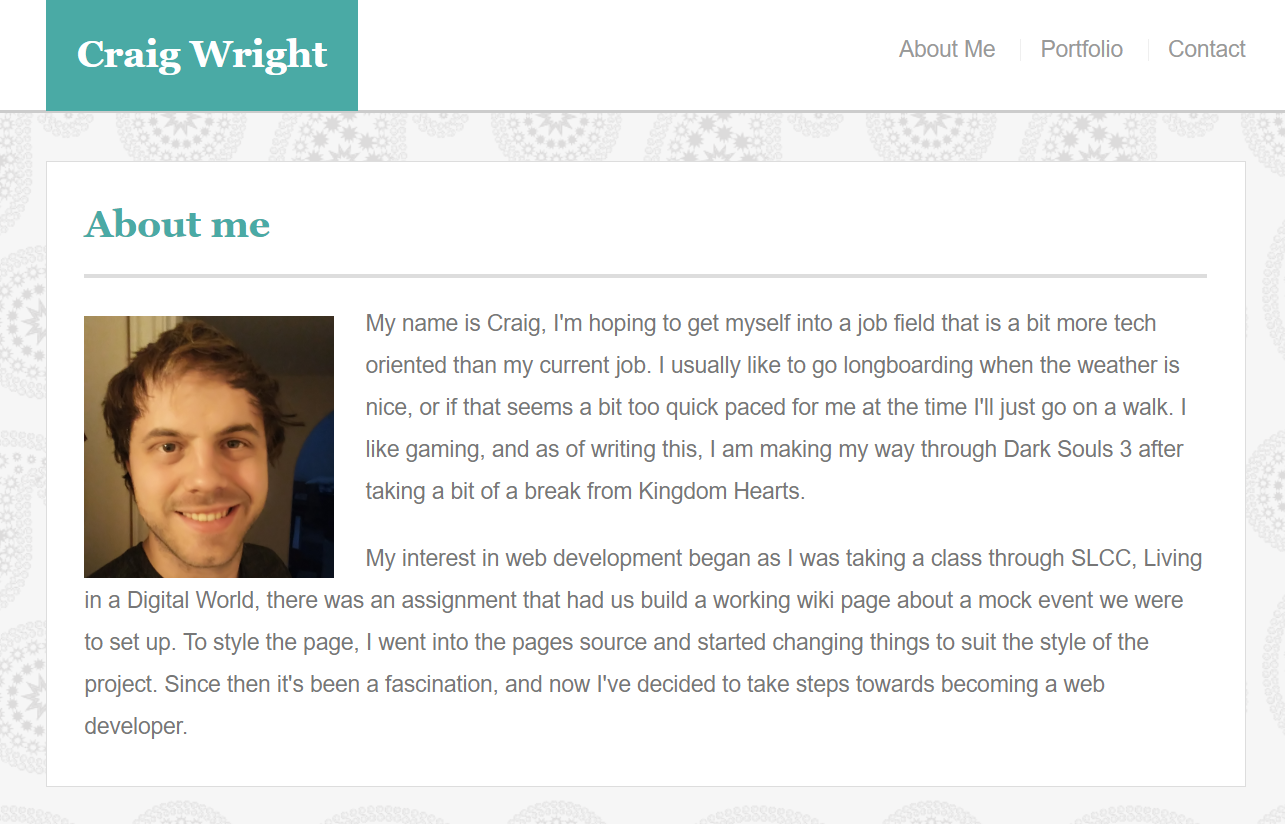 Craig Wright
About Me
Portfolio
Contact
About me
My name is Craig, I'm hoping to get myself into a job field that is a bit more tech
oriented than my current job. I usually like to go longboarding when the weather is
nice, or if that seems a bit too quick paced for me at the time I'll just go on a walk. I
like gaming, and as of writing this, I am making my way through Dark Souls 3 after
taking a bit of a break from Kingdom Hearts.
My interest in web development began as I was taking a class through SLCC, Living
in a Digital World, there was an assignment that had us build a working wiki page about a mock event we were
to set up. To style the page, I went into the pages source and started changing things to suit the style of the
project. Since then it's been a fascination, and now I've decided to take steps towards becoming a web
developer.